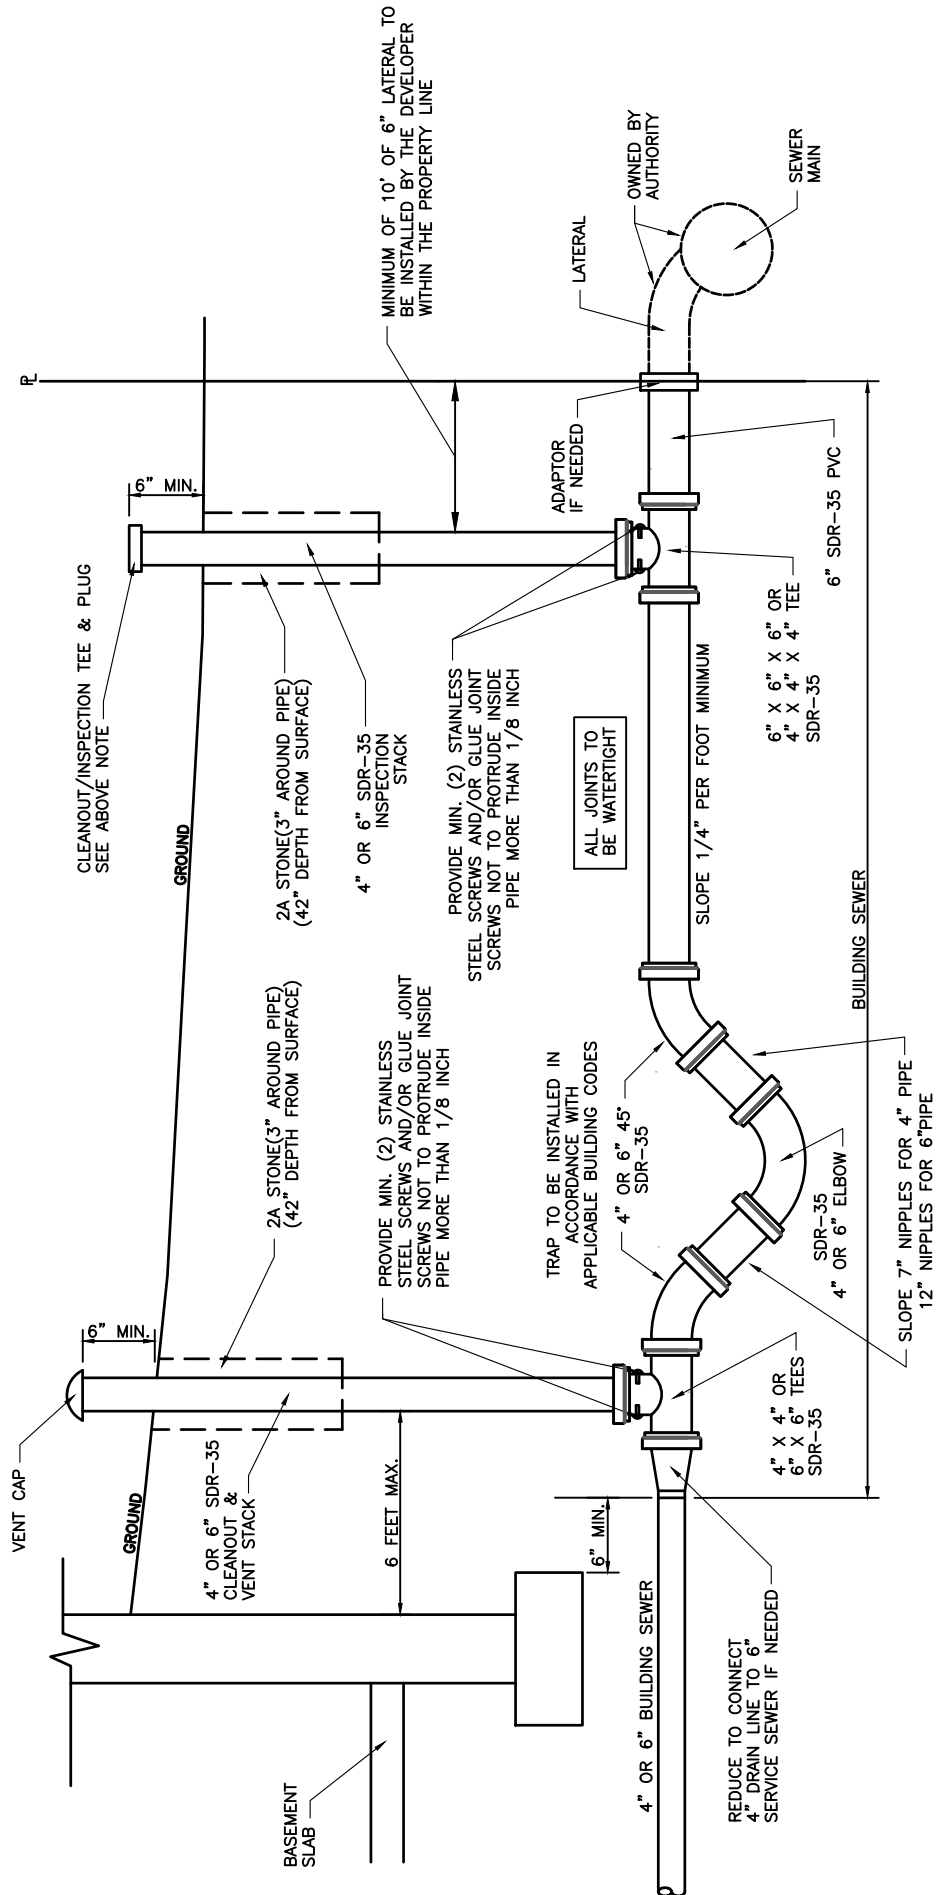 VENT CAP
6" MIN.
GROUND
4" OR 6" SDR-35
CLEANOUT &
VENT STACK
2A STONE(3" AROUND PIPE)
(42" DEPTH FROM SURFACE)
6 FEET MAX.
BASEMENT
SLAB
PROVIDE MIN. (2) STAINLESS
STEEL SCREWS AND/OR GLUE JOINT
SCREWS NOT TO PROTRUDE INSIDE
PIPE MORE THAN 1/8 INCH
CLEANOUT/INSPECTION TEE & PLUG
SEE ABOVE NOTE
GROUND
6" MIN.
℄
2A STONE(3" AROUND PIPE)
(42" DEPTH FROM SURFACE)
4" OR 6" SDR-35
INSPECTION
STACK
PROVIDE MIN. (2) STAINLESS
STEEL SCREWS AND/OR GLUE JOINT
SCREWS NOT TO PROTRUDE INSIDE
PIPE MORE THAN 1/8 INCH
MINIMUM OF 10' OF 6" LATERAL TO
BE INSTALLED BY THE DEVELOPER
WITHIN THE PROPERTY LINE
6" MIN.
4" OR 6" BUILDING SEWER
REDUCE TO CONNECT
4" DRAIN LINE TO 6"
SERVICE SEWER IF NEEDED
4" X 4" OR
6" X 6" TEES
SDR-35
TRAP TO BE INSTALLED IN
ACCORDANCE WITH
APPLICABLE BUILDING CODES
4" OR 6" 45°
SDR-35
SDR-35
4" OR 6" ELBOW
SLOPE 7" NIPPLES FOR 4" PIPE
12" NIPPLES FOR 6"PIPE
ALL JOINTS TO
BE WATERTIGHT
SLOPE 1/4" PER FOOT MINIMUM
BUILDING SEWER
6" X 6" X 6" OR
4" X 4" X 4" TEE
SDR-35
6" SDR-35 PVC
ADAPTOR
IF NEEDED
LATERAL
OWNED BY
AUTHORITY
SEWER
MAIN